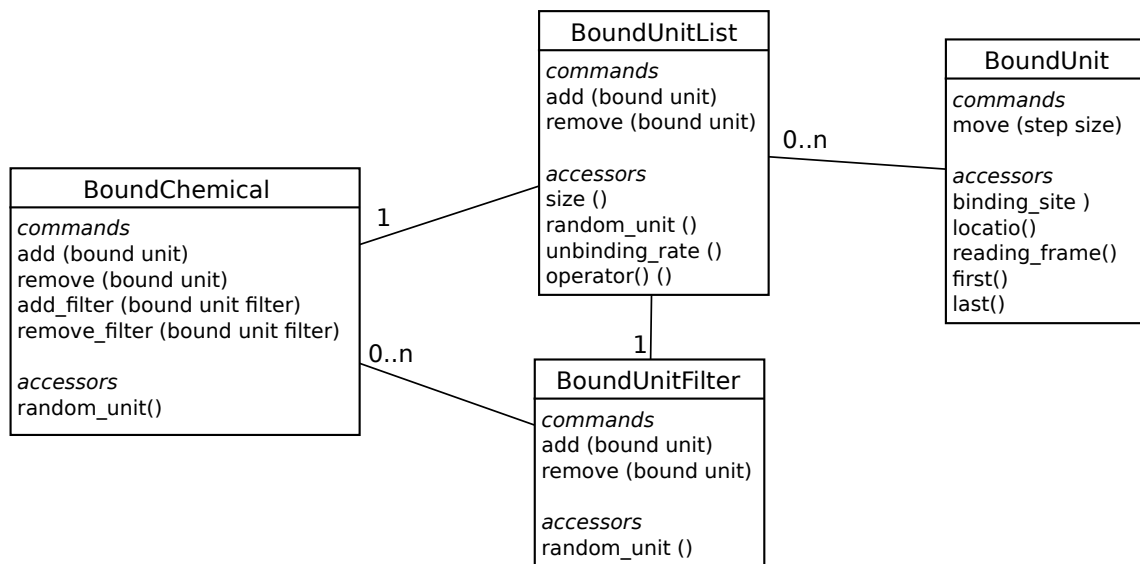 BoundUnitList
commands
add (bound unit)
remove (bound unit)
accessors
size ()
random_unit ()
unbinding_rate ()
operator() ()
BoundUnit
commands
move (step size)
accessors
binding_site )
locatio()
reading_frame()
first()
last()
0..n
BoundChemical
commands
add (bound unit)
remove (bound unit)
add_filter (bound unit filter)
remove_filter (bound unit filter)
accessors
random_unit()
1
0..n
1
BoundUnitFilter
commands
add (bound unit)
remove (bound unit)
accessors
random_unit ()